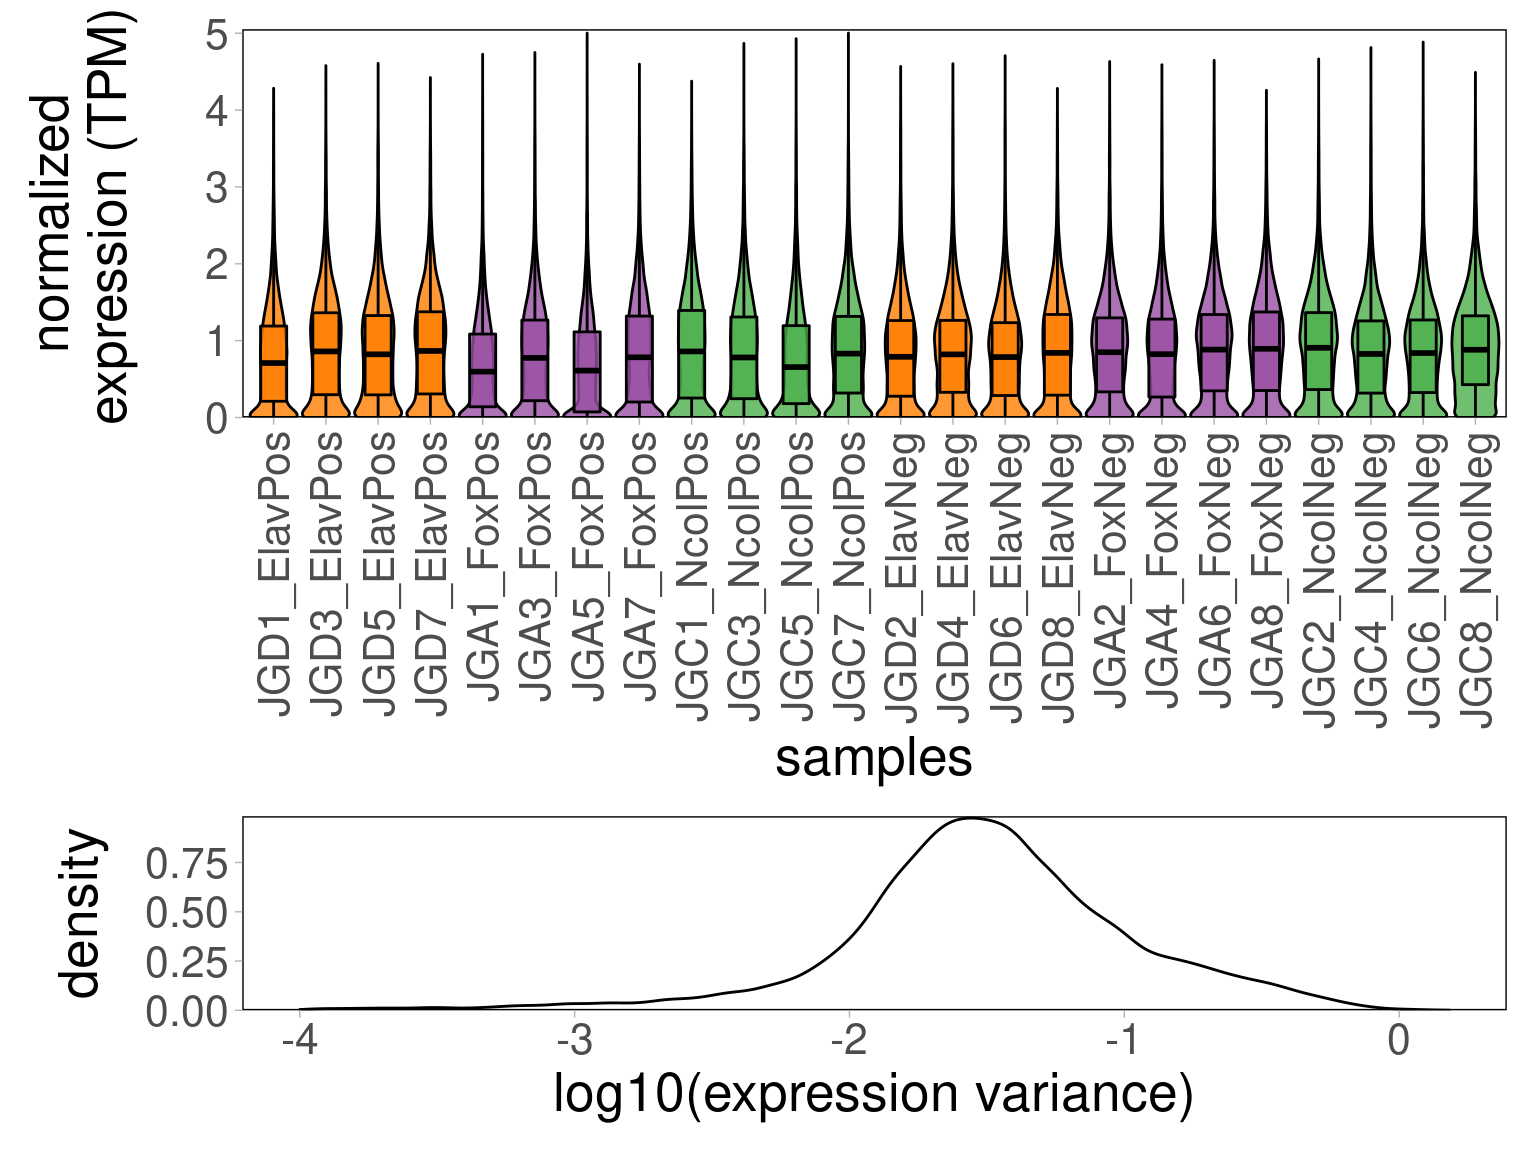 normalized
expression (TPM)
5
4
3
2
1
0
JGD1_ElavPos
JGD3_ElavPos
JGD5_ElavPos
JGD7_ElavPos
JGA1_FoxPos
JGA3_FoxPos
JGA5_FoxPos
JGA7_FoxPos
JGC1_NcolPos
JGC3_NcolPos
JGC5_NcolPos
JGC7_NcolPos
JGD2_ElavNeg
JGD4_ElavNeg
JGD6_ElavNeg
JGD8_ElavNeg
JGA2_FoxNeg
JGA4_FoxNeg
JGA6_FoxNeg
JGA8_FoxNeg
JGC2_NcolNeg
JGC4_NcolNeg
JGC6_NcolNeg
JGC8_NcolNeg
samples
density
0.75
0.50
0.25
0.00
-4 -3 -2 -1 0
log10(expression variance)